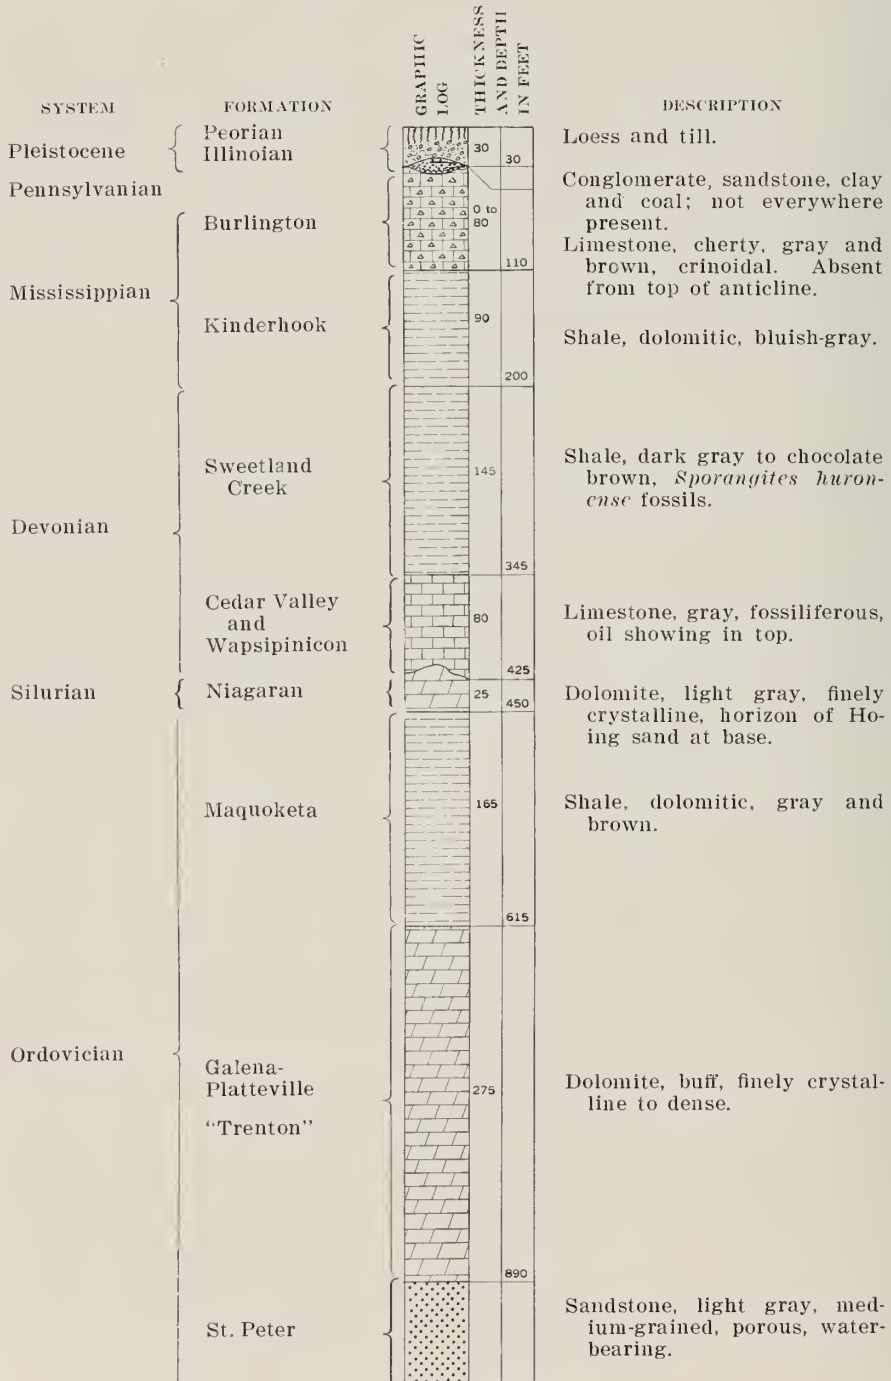 SYSTEM
FORMATION
GRAPHIC
LOG
THICKNESS
AND DEPTH
IN FEET
DESCRIPTION
Pleistocene
Peorian
Illinoian
30
30
Loess and till.
Pennsylvanian
Conglomerate, sandstone, clay
and coal; not everywhere
present.
Mississippian
Burlington
0 to
80
110
Limestone, cherty, gray and
brown, crinoidal. Absent
from top of anticline.
Kinderhook
90
200
Shale, dolomitic, bluish-gray.
Devonian
Sweetland
Creek
145
345
Shale, dark gray to chocolate
brown, Sporangites huron-
ense fossils.
Cedar Valley
and
Wapsipinicon
80
425
Limestone, gray, fossiliferous,
oil showing in top.
Silurian
Niagaran
25
450
Dolomite, light gray, finely
crystalline, horizon of Ho-
ing sand at base.
Maquoketa
165
615
Shale, dolomitic, gray and
brown.
Ordovician
Galena-
Platteville
"Trenton"
275
890
Dolomite, buff, finely crystal-
line to dense.
St. Peter
Sandstone, light gray, med-
ium-grained, porous, water-
bearing.